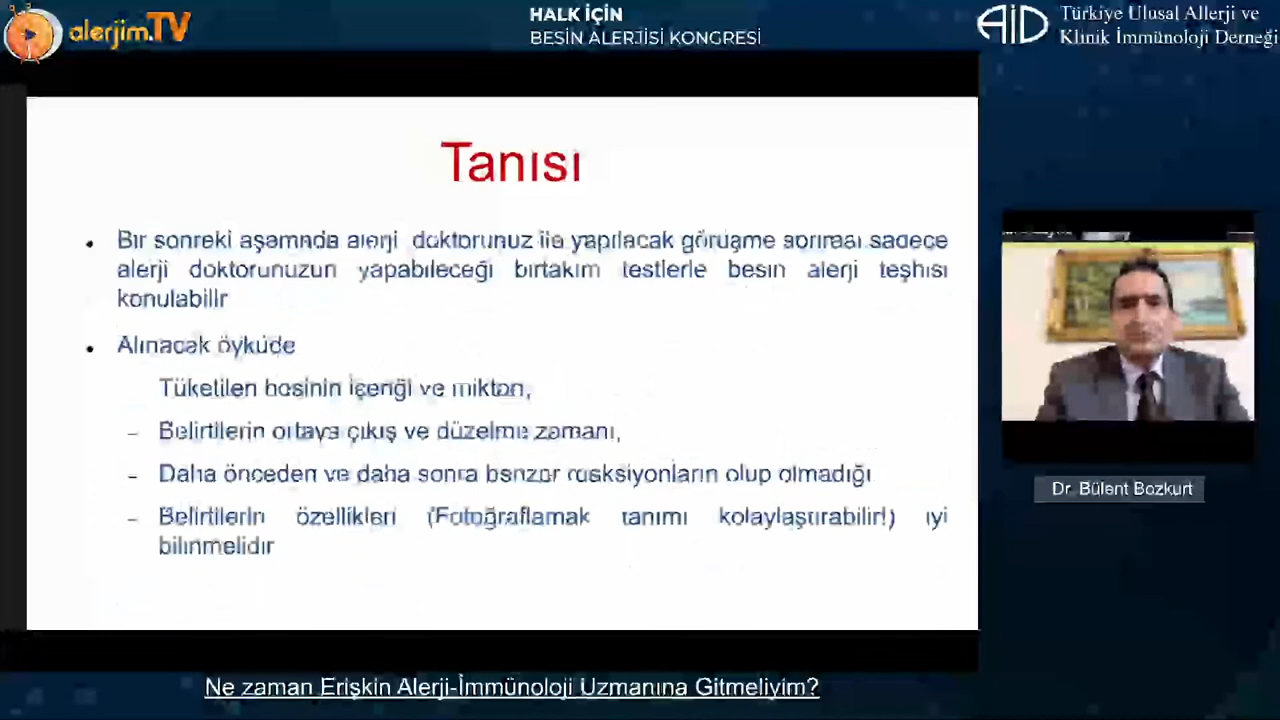 alerjim.TV
HALK İÇİN
BESİN ALERJİSİ KONGRESİ
AİD
Türkiye Ulusal Allerji ve
Klinik İmmünoloji Derneği
Tanısı
• Bir sonraki aşamada alerji doktorunuz ile yapılacak görüşme sonrası sadece
alerji doktorunuzun yapabileceği birtakım testlerle besin alerji teşhisi
konulabilir
• Alınacak öyküde
Tüketilen besinin içeriği ve miktarı,
– Belirtilerin ortaya çıkış ve düzelme zamanı,
– Daha önceden ve daha sonra benzer reaksiyonların olup olmadığı
– Belirtilerin özellikleri (Fotoğraflamak tanımı kolaylaştırabilir!) iyi
bilinmelidir
Dr. Bülent Bozkurt
Ne zaman Erişkin Alerji-İmmünoloji Uzmanına Gitmeliyim?